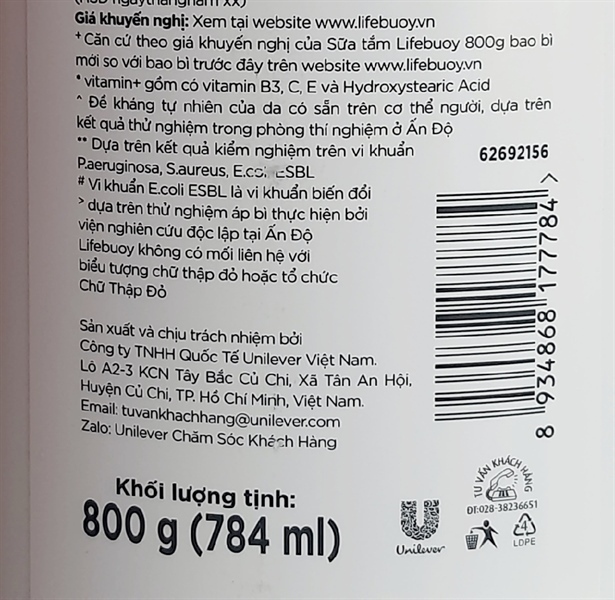 Giá khuyến nghị: Xem tại website www.lifebuoy.vn
+Căn cứ theo giá khuyến nghị của Sữa tắm Lifebuoy 800g bao bì
mới so với bao bì trước đây trên website www.lifebuoy.vn
* vitamin+ gồm có vitamin B3, C, E và Hydroxystearic Acid
^ Đề kháng tự nhiên của da có sẵn trên cơ thể người, dựa trên
kết quả thử nghiệm trong phòng thí nghiệm ở Ấn Độ
** Dựa trên kết quả kiểm nghiệm trên vi khuẩn
P.aeruginosa, S.aureus, ESBL
# Vi khuẩn E.coli ESBL là vi khuẩn biến đổi
> dựa trên thử nghiệm áp bì thực hiện bởi
viện nghiên cứu độc lập tại Ấn Độ
Lifebuoy không có mối liên hệ với
biểu tượng chữ thập đỏ hoặc tổ chức
Chữ Thập Đỏ
62692156
8 934868 177784 >
Sản xuất và chịu trách nhiệm bởi
Công ty TNHH Quốc Tế Unilever Việt Nam.
Lô A2-3 KCN Tây Bắc Củ Chi, Xã Tân An Hội,
Huyện Củ Chi, TP. Hồ Chí Minh, Việt Nam.
Email: tuvankhachhang@unilever.com
Zalo: Unilever Chăm Sóc Khách Hàng
Khối lượng tịnh:
800 g (784 ml)
Unilever
TƯ VẤN KHÁCH HÀNG
ĐT:028-38236651
4
LDPE